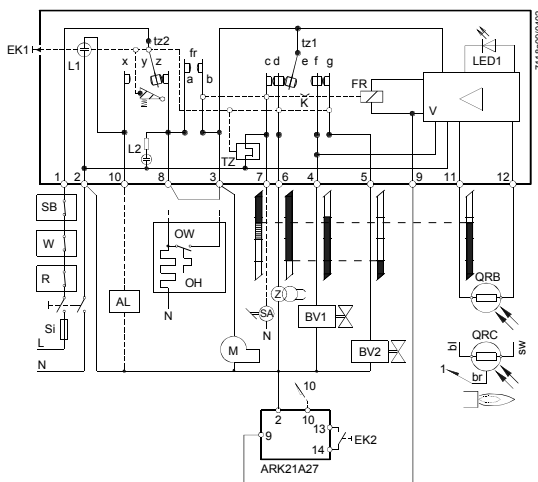 EK1
L1
tz2
x
y
z
fr
a
b
tz1
c
d
e
f
g
K
FR
LED1
V
L2
TZ
1
2
10
8
3
7
6
4
5
9
11
12
SB
W
R
Si
L
N
AL
OW
OH
N
M
SA
N
Z
BV1
BV2
QRB
QRC
bl
sw
br
1
10
2
10
9
13
14
EK2
ARK21A27